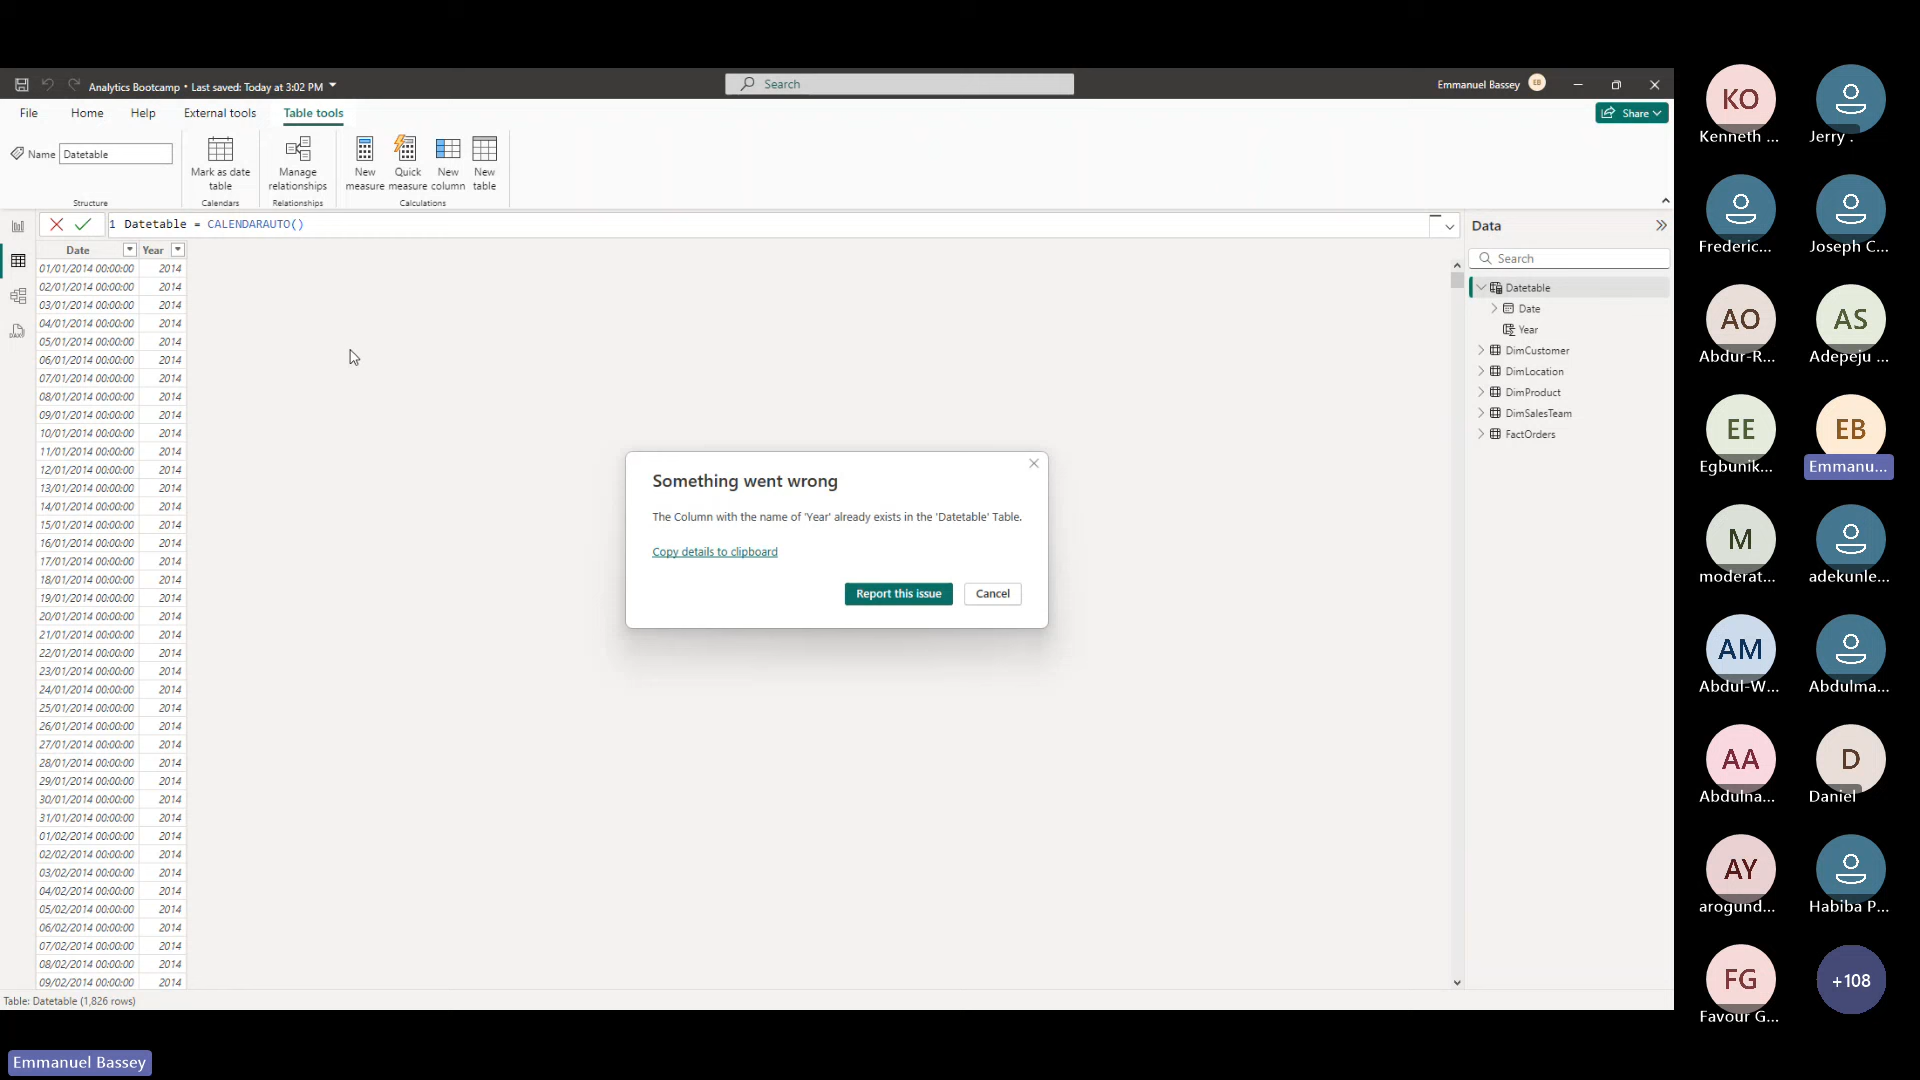 Analytics Bootcamp • Last saved: Today at 3:02 PM
Search
Emmanuel Bassey
EB
File Home Help External tools Table tools
Share
Name Datetable
Mark as date table
Manage relationships
New measure
Quick measure
New column
New table
Structure
Calendars
Relationships
Calculations
1 Datetable = CALENDARAUTO()
Date Year
01/01/2014 00:00:00 2014
02/01/2014 00:00:00 2014
03/01/2014 00:00:00 2014
04/01/2014 00:00:00 2014
05/01/2014 00:00:00 2014
06/01/2014 00:00:00 2014
07/01/2014 00:00:00 2014
08/01/2014 00:00:00 2014
09/01/2014 00:00:00 2014
10/01/2014 00:00:00 2014
11/01/2014 00:00:00 2014
12/01/2014 00:00:00 2014
13/01/2014 00:00:00 2014
14/01/2014 00:00:00 2014
15/01/2014 00:00:00 2014
16/01/2014 00:00:00 2014
17/01/2014 00:00:00 2014
18/01/2014 00:00:00 2014
19/01/2014 00:00:00 2014
20/01/2014 00:00:00 2014
21/01/2014 00:00:00 2014
22/01/2014 00:00:00 2014
23/01/2014 00:00:00 2014
24/01/2014 00:00:00 2014
25/01/2014 00:00:00 2014
26/01/2014 00:00:00 2014
27/01/2014 00:00:00 2014
28/01/2014 00:00:00 2014
29/01/2014 00:00:00 2014
30/01/2014 00:00:00 2014
31/01/2014 00:00:00 2014
01/02/2014 00:00:00 2014
02/02/2014 00:00:00 2014
03/02/2014 00:00:00 2014
04/02/2014 00:00:00 2014
05/02/2014 00:00:00 2014
06/02/2014 00:00:00 2014
07/02/2014 00:00:00 2014
08/02/2014 00:00:00 2014
09/02/2014 00:00:00 2014
Table: Datetable (1,826 rows)
Something went wrong
The Column with the name of 'Year' already exists in the 'Datetable' Table.
Copy details to clipboard
Report this issue
Cancel
Data
Search
Datetable
Date
Year
DimCustomer
DimLocation
DimProduct
DimSalesTeam
FactOrders
KO
Kenneth ...
Jerry .
Frederic...
Joseph C...
AO
Abdur-R...
AS
Adepeju ...
EE
Egbunik...
EB
Emmanu...
M
moderat...
adekunle...
AM
Abdul-W...
Abdulma...
AA
Abdulna...
D
Daniel
AY
arogund...
Habiba P...
FG
Favour G...
+108
Emmanuel Bassey